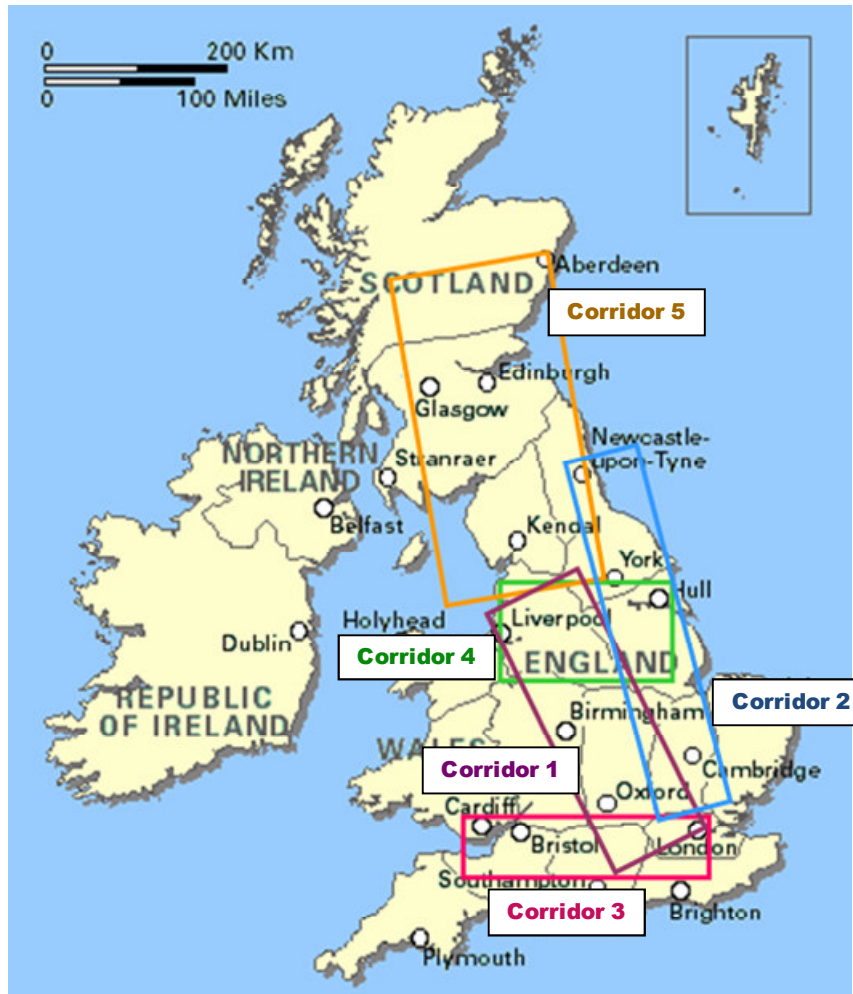 0 200 Km
0 100 Miles
Aberdeen
SCOTLAND
Corridor 5
Edinburgh
Glasgow
Newcastle-
upon-Tyne
NORTHERN
IRELAND
Stranraer
Belfast
Kendal
York
Hull
Holyhead
Liverpool
Dublin
Corridor 4
ENGLAND
REPUBLIC
OF IRELAND
Corridor 2
Birmingham
WALES
Corridor 1
Cambridge
Oxford
Cardiff
Bristol
London
Southampton
Corridor 3
Brighton
Plymouth